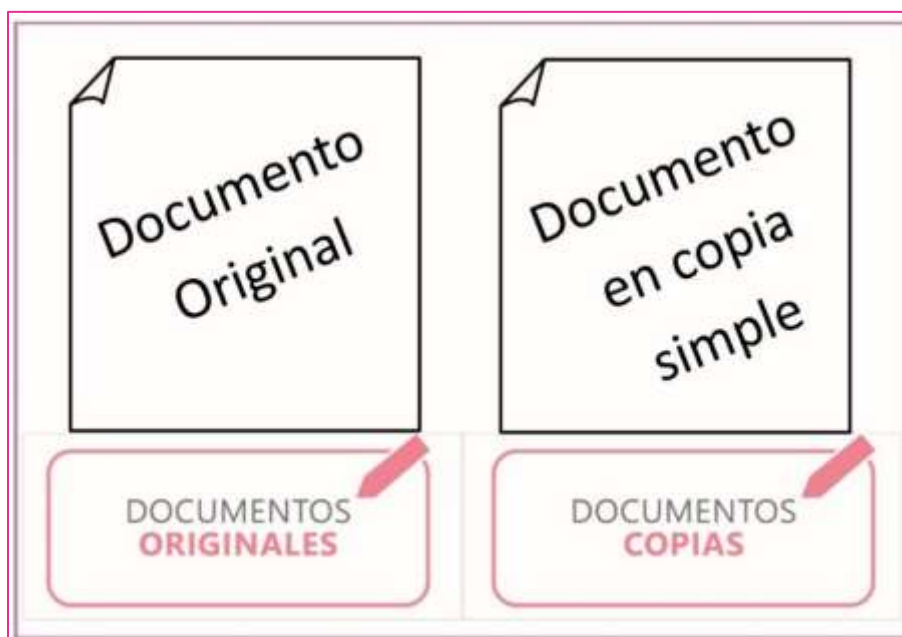 Documento
Original
Documento
en copia
simple
DOCUMENTOS
ORIGINALES
DOCUMENTOS
COPIAS